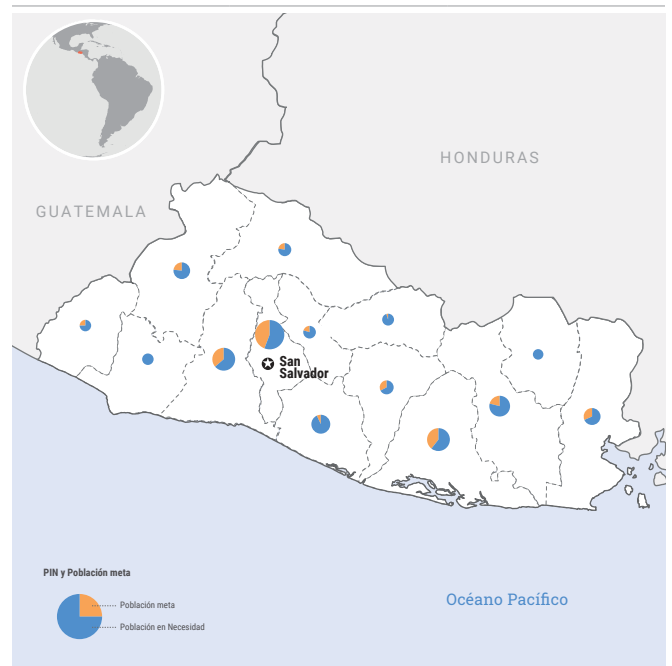 HONDURAS
GUATEMALA
San
Salvador
PIN y Población meta
Población meta
Población en Necesidad
Océano Pacífico